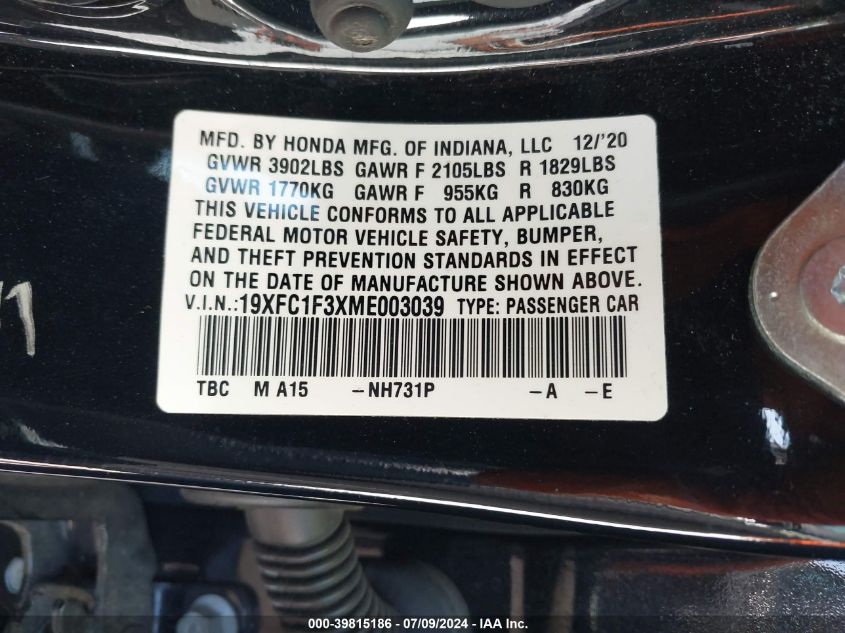 MFD. BY HONDA MFG. OF INDIANA, LLC 12/'20
GVWR 3902LBS GAWR F 2105LBS R 1829LBS
GVWR 1770KG GAWR F 955KG R 830KG
THIS VEHICLE CONFORMS TO ALL APPLICABLE
FEDERAL MOTOR VEHICLE SAFETY, BUMPER,
AND THEFT PREVENTION STANDARDS IN EFFECT
ON THE DATE OF MANUFACTURE SHOWN ABOVE.
V.I.N.:19XFC1F3XME003039 TYPE: PASSENGER CAR
TBC M A15 -NH731P -A -E
000-39815186 / 07/09/2024 - IAA Inc.